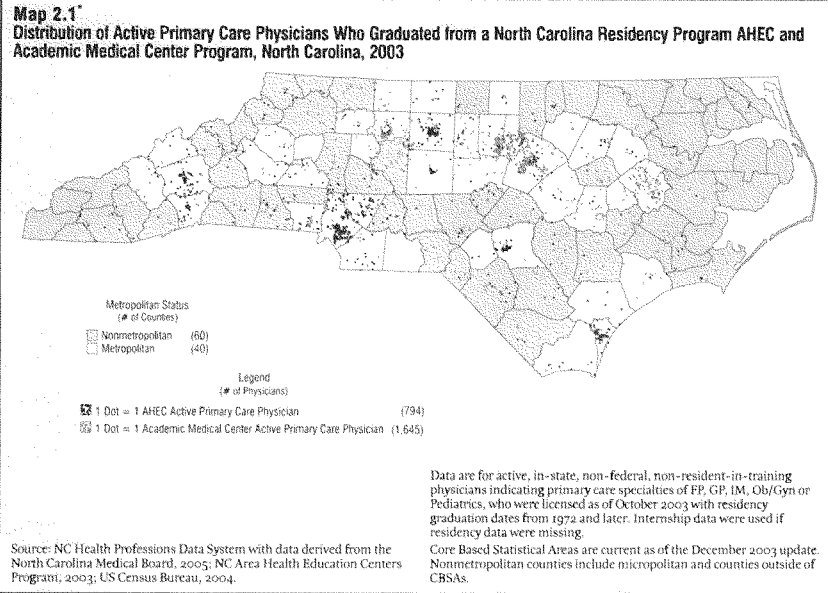 Map 2.1*
Distribution of Active Primary Care Physicians Who Graduated from a North Carolina Residency Program AHEC and
Academic Medical Center Program, North Carolina, 2003
Metropolitan Status
(# of Counties)
Nonmetropolitan (60)
Metropolitan (40)
Legend
(# of Physicians)
1 Dot = 1 AHEC Active Primary Care Physician (794)
1 Dot = 1 Academic Medical Center Active Primary Care Physician (1,645)
Data are for active, in-state, non-federal, non-resident-in-training
physicians indicating primary care specialties of FP, GP, IM, Ob/Gyn or
Pediatrics, who were licensed as of October 2003 with residency
graduation dates from 1972 and later. Internship data were used if
residency data were missing.
Source: NC Health Professions Data System with data derived from the
North Carolina Medical Board, 2005; NC Area Health Education Centers
Program, 2003; US Census Bureau, 2004.
Core Based Statistical Areas are current as of the December 2003 update.
Nonmetropolitan counties include micropolitan and counties outside of
CBSAs.